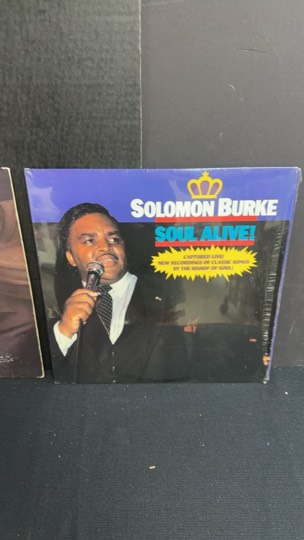 SOLOMON BURKE
SOUL ALIVE!
CAPTURED LIVE!
NEW RECORDINGS OF CLASSIC SONGS
BY THE BISHOP OF SOUL!